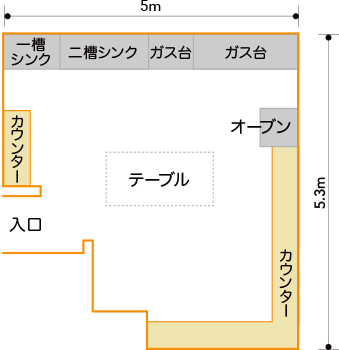 5m
一槽
シンク
二槽シンク
ガス台
ガス台
カウンター
オーブン
テーブル
5.3m
入口
カウンター